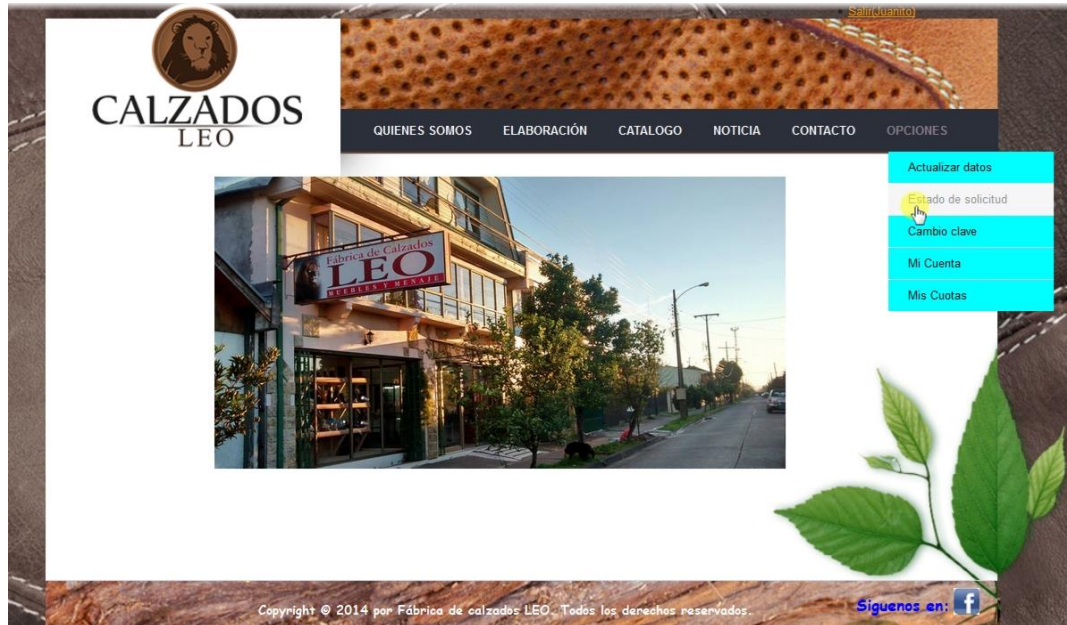 Salir(Juanito)
CALZADOS
LEO
QUIENES SOMOS ELABORACIÓN CATALOGO NOTICIA CONTACTO OPCIONES
Actualizar datos
Estado de solicitud
Cambio clave
Mi Cuenta
Mis Cuotas
Fábrica de Calzados
LEO
MUEBLES Y MENAJE
Copyright © 2014 por Fábrica de calzados LEO. Todos los derechos reservados.
Siguenos en: